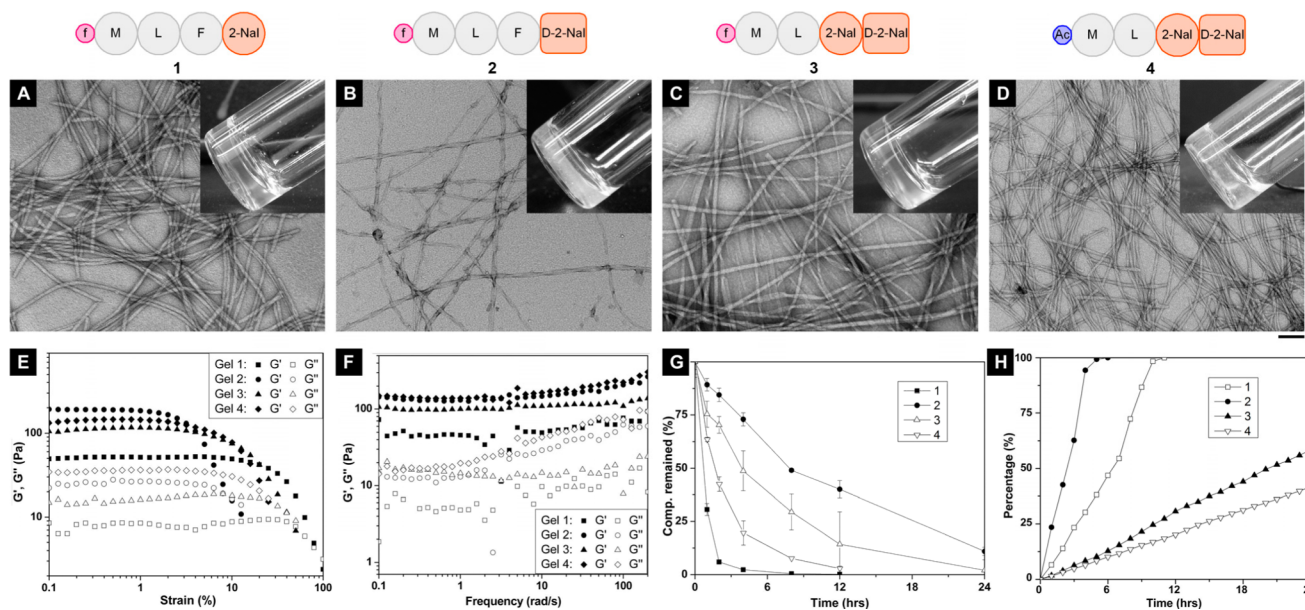 f M L F 2-Nal
1
f M L F D-2-Nal
2
f M L 2-Nal D-2-Nal
3
Ac M L 2-Nal D-2-Nal
4
A
B
C
D
E
G', G'' (Pa)
100
10
Gel 1: G' G''
Gel 2: G' G''
Gel 3: G' G''
Gel 4: G' G''
0.1 1 10 100
Strain (%)
F
G', G'' (Pa)
100
10
1
Gel 1: G' G''
Gel 2: G' G''
Gel 3: G' G''
Gel 4: G' G''
0.1 1 10 100
Frequency (rad/s)
G
Comp. remained (%)
75
50
25
0
1
2
3
4
0 6 12 18 24
Time (hrs)
H
Percentage (%)
100
75
50
25
0
1
2
3
4
0 6 12 18
Time (hrs)